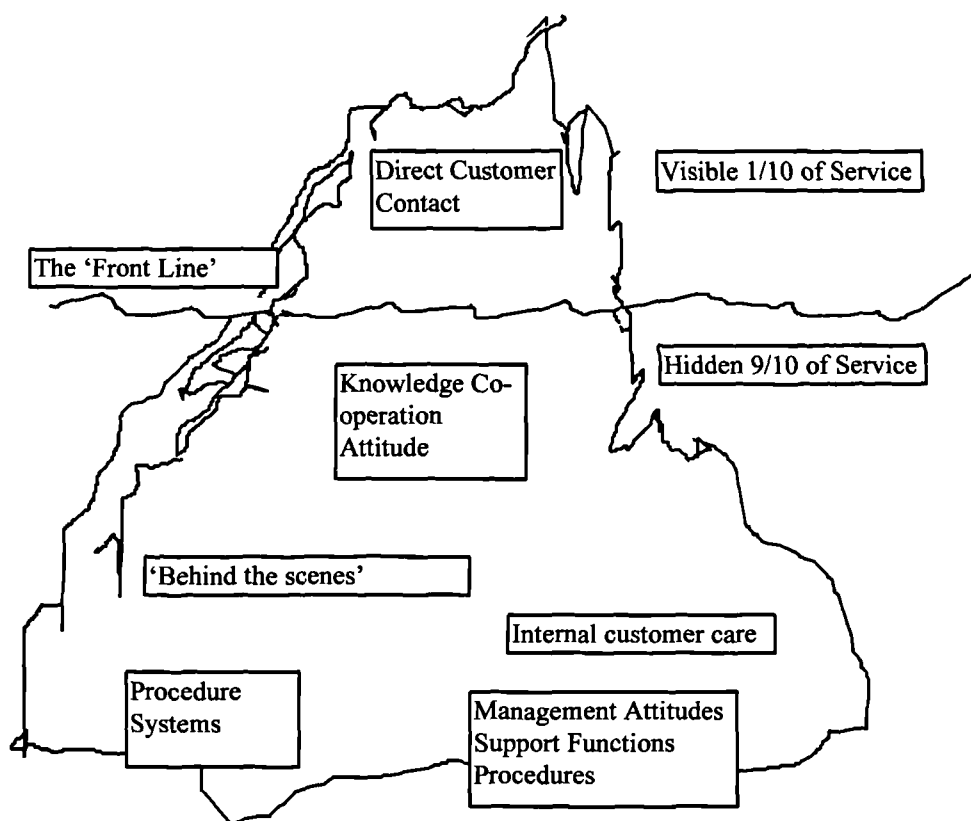 Direct Customer
Contact
Visible 1/10 of Service
The ‘Front Line’
Hidden 9/10 of Service
Knowledge Co-
operation
Attitude
‘Behind the scenes’
Internal customer care
Procedure
Systems
Management Attitudes
Support Functions
Procedures